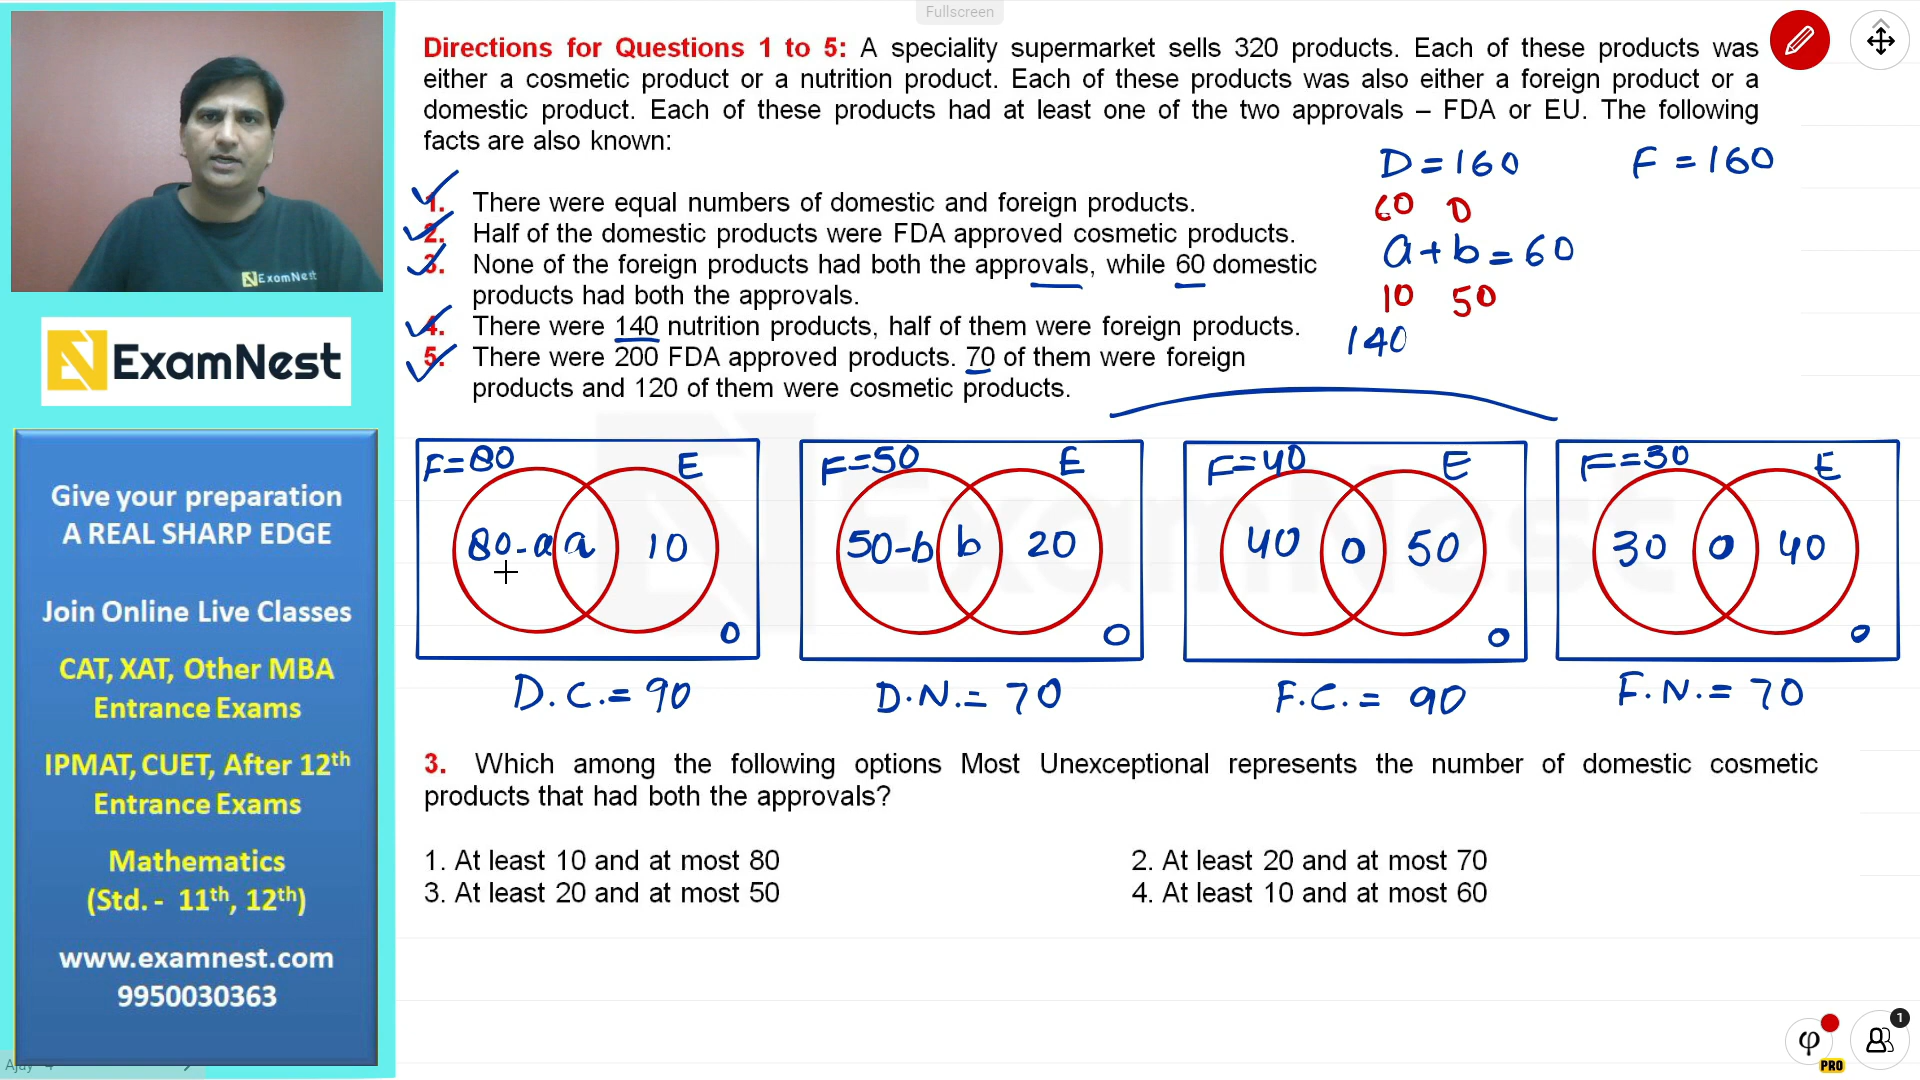 Fullscreen
Directions for Questions 1 to 5: A speciality supermarket sells 320 products. Each of these products was
either a cosmetic product or a nutrition product. Each of these products was also either a foreign product or a
domestic product. Each of these products had at least one of the two approvals – FDA or EU. The following
facts are also known:
D = 160 F = 160
1. There were equal numbers of domestic and foreign products.
60 0
2. Half of the domestic products were FDA approved cosmetic products.
a + b = 60
3. None of the foreign products had both the approvals, while 60 domestic
products had both the approvals.
10 50
4. There were 140 nutrition products, half of them were foreign products.
140
5. There were 200 FDA approved products. 70 of them were foreign
products and 120 of them were cosmetic products.
F=80 E
80-a a 10
0
D.C. = 90
F=50 E
50-b b 20
0
D.N. = 70
F=40 E
40 0 50
0
F.C. = 90
F=30 E
30 0 40
0
F.N. = 70
3. Which among the following options Most Unexceptional represents the number of domestic cosmetic
products that had both the approvals?
1. At least 10 and at most 80
2. At least 20 and at most 70
3. At least 20 and at most 50
4. At least 10 and at most 60
ExamNest
ExamNest
ExamNest
Give your preparation
A REAL SHARP EDGE
Join Online Live Classes
CAT, XAT, Other MBA
Entrance Exams
IPMAT, CUET, After 12th
Entrance Exams
Mathematics
(Std. - 11th, 12th)
www.examnest.com
9950030363
φ
PRO
1